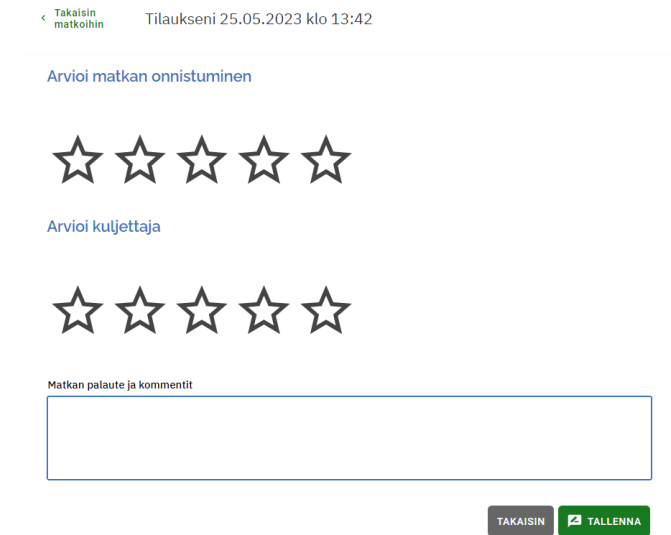 Takaisin
matkoihin
Tilaukseni 25.05.2023 klo 13:42
Arvioi matkan onnistuminen
Arvioi kuljettaja
Matkan palaute ja kommentit
TAKAISIN
TALLENNA